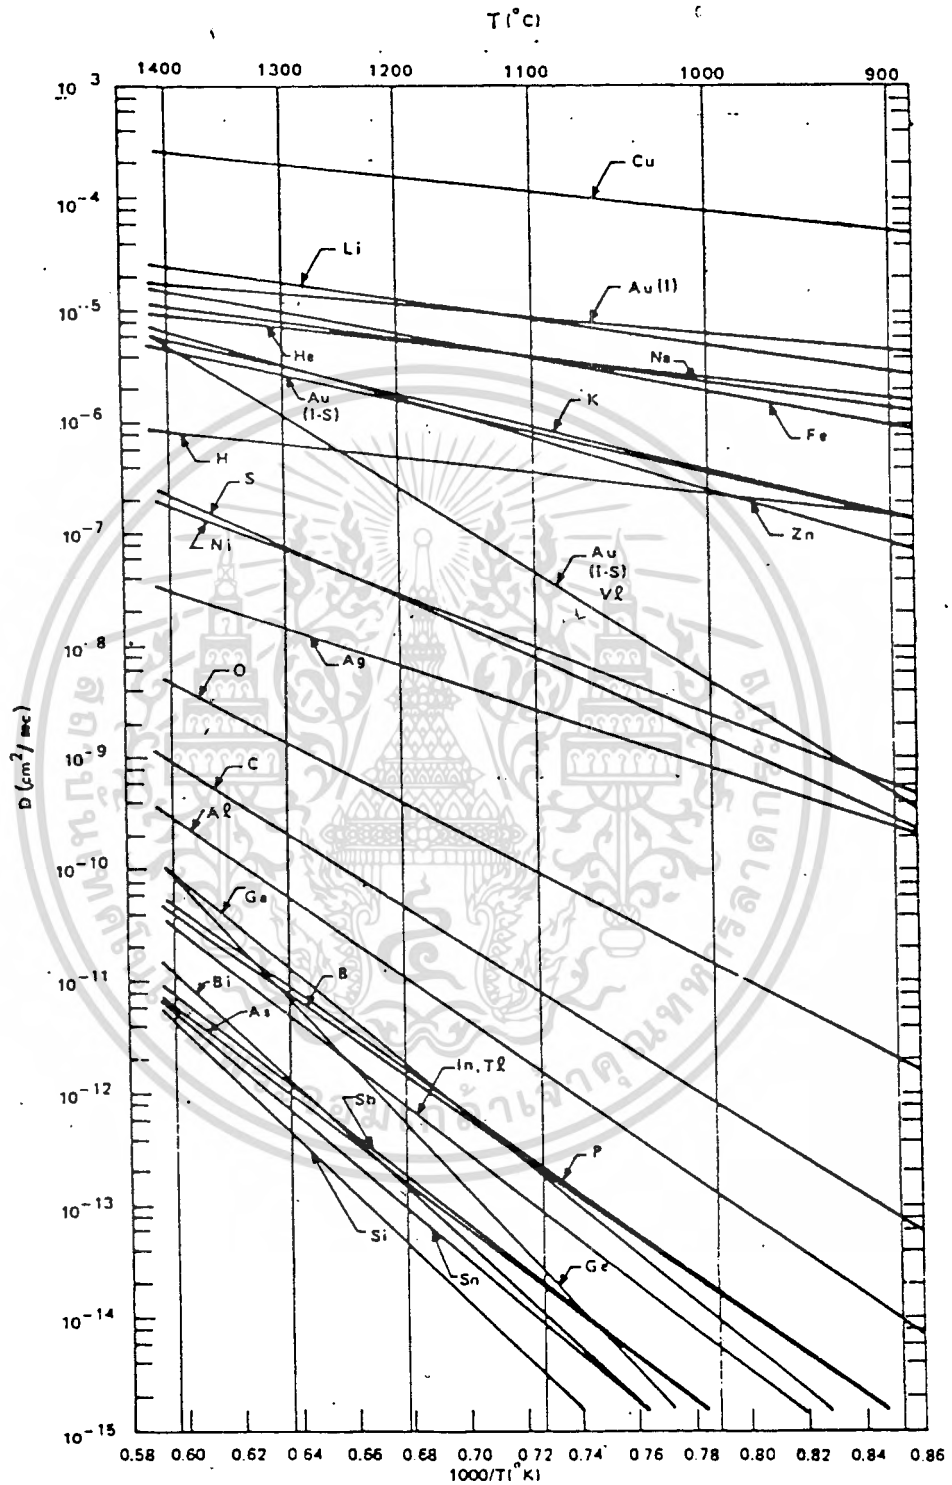 T(°C)
1400 1300 1200 1100 1000 900
10⁻³
Cu
10⁻⁴
Li
Au(I)
10⁻⁵
He
Na
Au
(I-S)
K
10⁻⁶
Fe
H
S
Zn
10⁻⁷
Ni
Au
(I-S)
Vℓ
10⁻⁸
Ag
O
D (cm²/sec)
10⁻⁹
C
Aℓ
10⁻¹⁰
Ga
10⁻¹¹
Bi
B
As
In, Tℓ
10⁻¹²
Sb
P
10⁻¹³
Si
Sn
Ge
10⁻¹⁴
10⁻¹⁵
0.58 0.60 0.62 0.64 0.66 0.68 0.70 0.72 0.74 0.76 0.78 0.80 0.82 0.84 0.86
1000/T(°K)